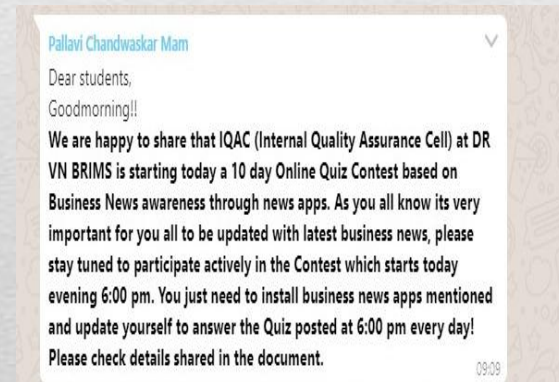 Pallavi Chandwaskar Mam
Dear students,
Goodmorning!!
We are happy to share that IQAC (Internal Quality Assurance Cell) at DR
VN BRIMS is starting today a 10 day Online Quiz Contest based on
Business News awareness through news apps. As you all know its very
important for you all to be updated with latest business news, please
stay tuned to participate actively in the Contest which starts today
evening 6:00 pm. You just need to install business news apps mentioned
and update yourself to answer the Quiz posted at 6:00 pm every day!
Please check details shared in the document.
09:09